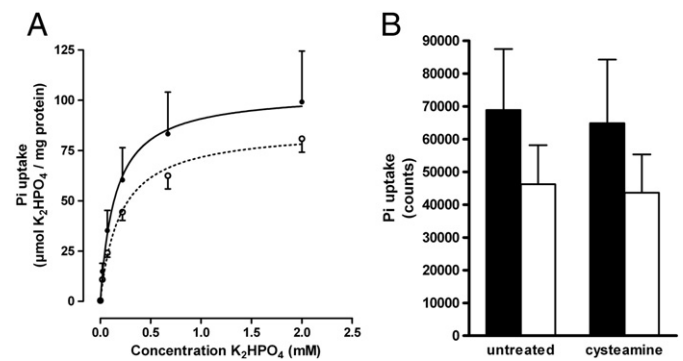 A
Pi uptake
(µmol K2HPO4 / mg protein)
125
100
75
50
25
0
0.0 0.5 1.0 1.5 2.0 2.5
Concentration K2HPO4 (mM)
B
Pi uptake
(counts)
90000
80000
70000
60000
50000
40000
30000
20000
10000
0
untreated cysteamine